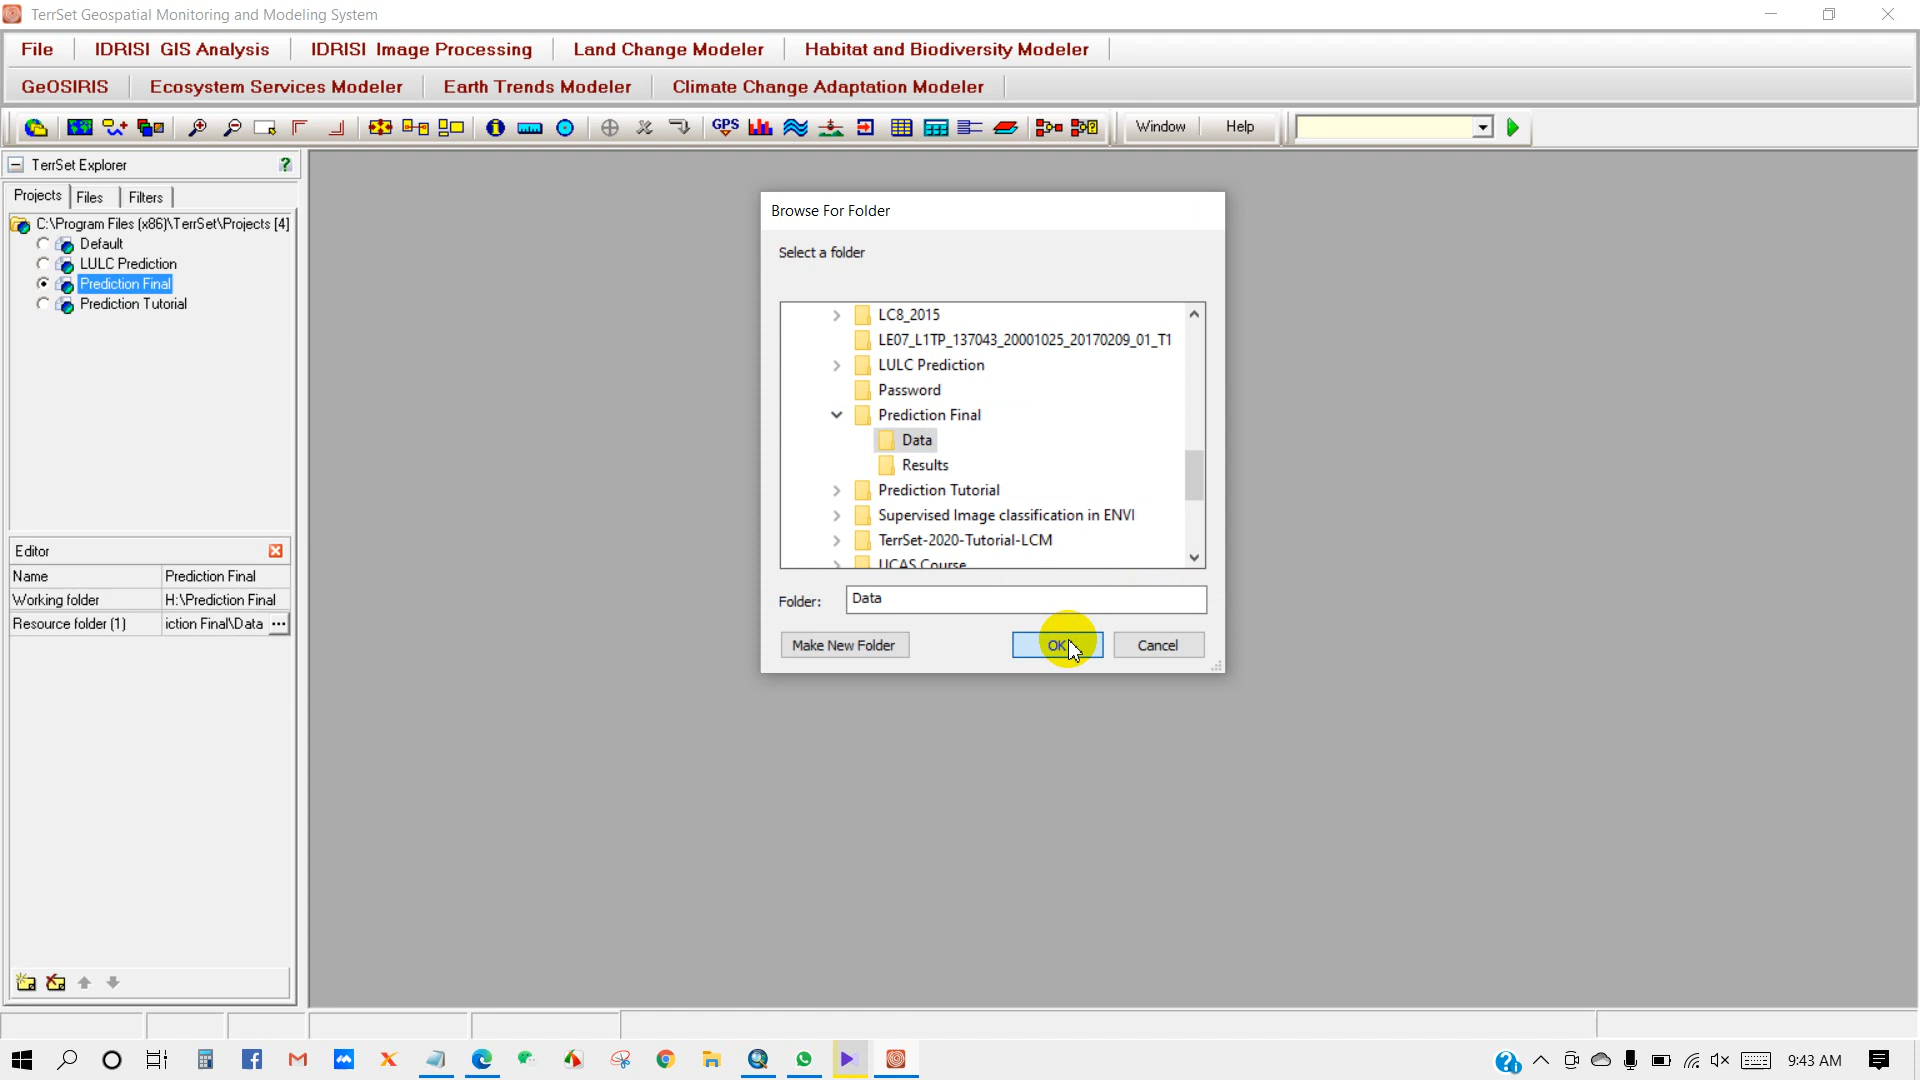 TerrSet Geospatial Monitoring and Modeling System
File IDRISI GIS Analysis IDRISI Image Processing Land Change Modeler Habitat and Biodiversity Modeler
GeOSIRIS Ecosystem Services Modeler Earth Trends Modeler Climate Change Adaptation Modeler
GPS Window Help
TerrSet Explorer ?
Projects Files Filters
C:\Program Files (x86)\TerrSet\Projects [4]
Default
LULC Prediction
Prediction Final
Prediction Tutorial
Editor
Name Prediction Final
Working folder H:\Prediction Final
Resource folder (1) iction Final\Data ...
Browse For Folder
Select a folder
LC8_2015
LE07_L1TP_137043_20001025_20170209_01_T1
LULC Prediction
Password
Prediction Final
Data
Results
Prediction Tutorial
Supervised Image classification in ENVI
TerrSet-2020-Tutorial-LCM
UCAS Course
Folder: Data
Make New Folder OK Cancel
9:43 AM